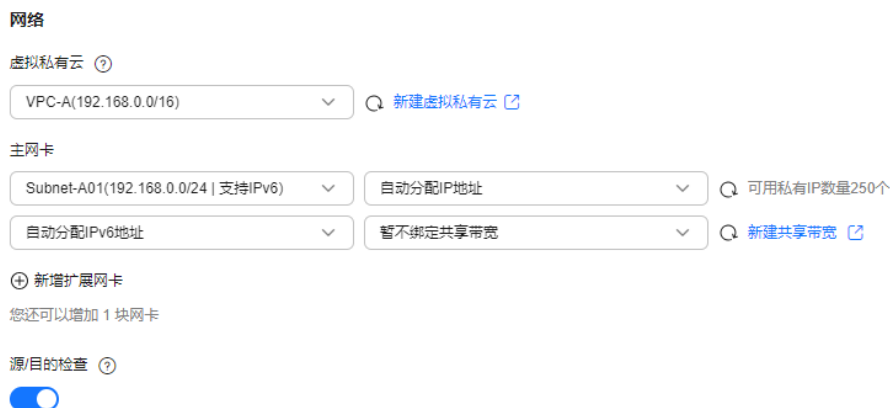 网络
虚拟私有云
VPC-A(192.168.0.0/16) 新建虚拟私有云
主网卡
Subnet-A01(192.168.0.0/24 | 支持IPv6) 自动分配IP地址 可用私有IP数量250个
自动分配IPv6地址 暂不绑定共享带宽 新建共享带宽
新增扩展网卡
您还可以增加 1 块网卡
源/目的检查